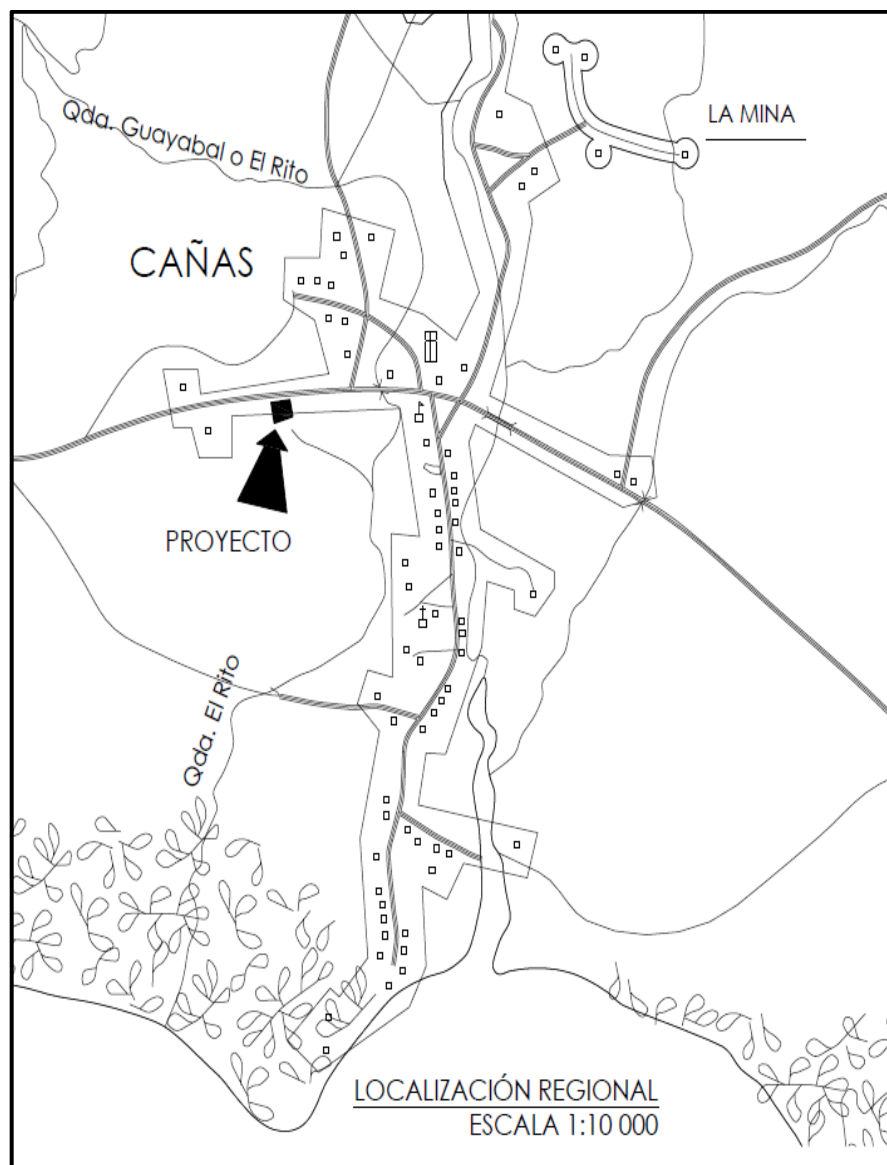 LA MINA
Qda. Guayabal o El Rito
CAÑAS
PROYECTO
Qda. El Rito
LOCALIZACIÓN REGIONAL
ESCALA 1:10 000